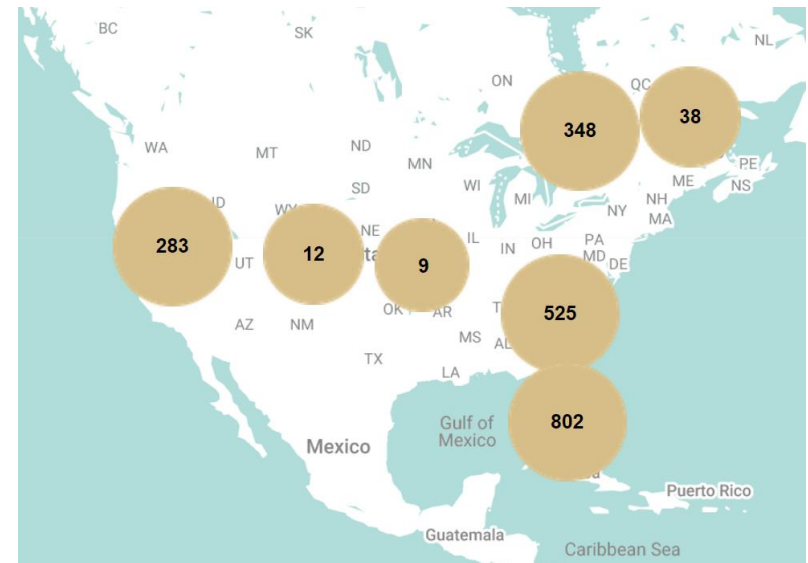 BC
SK
NL
ON
QC
348
38
WA
MT
ND
MN
PE
ME
NS
SD
WI
MI
NH
ID
NY
MA
NE
IL
IN
OH
PA
MD
DE
283
UT
12
9
OK
AR
525
AZ
NM
MS
AL
TX
LA
802
Gulf of
Mexico
Mexico
Puerto Rico
Guatemala
Caribbean Sea